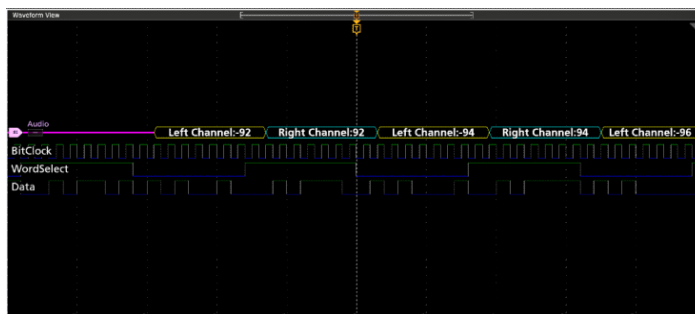 Waveform View
T
Audio
Left Channel:-92 Right Channel:92 Left Channel:-94 Right Channel:94 Left Channel:-96
BitClock
WordSelect
Data